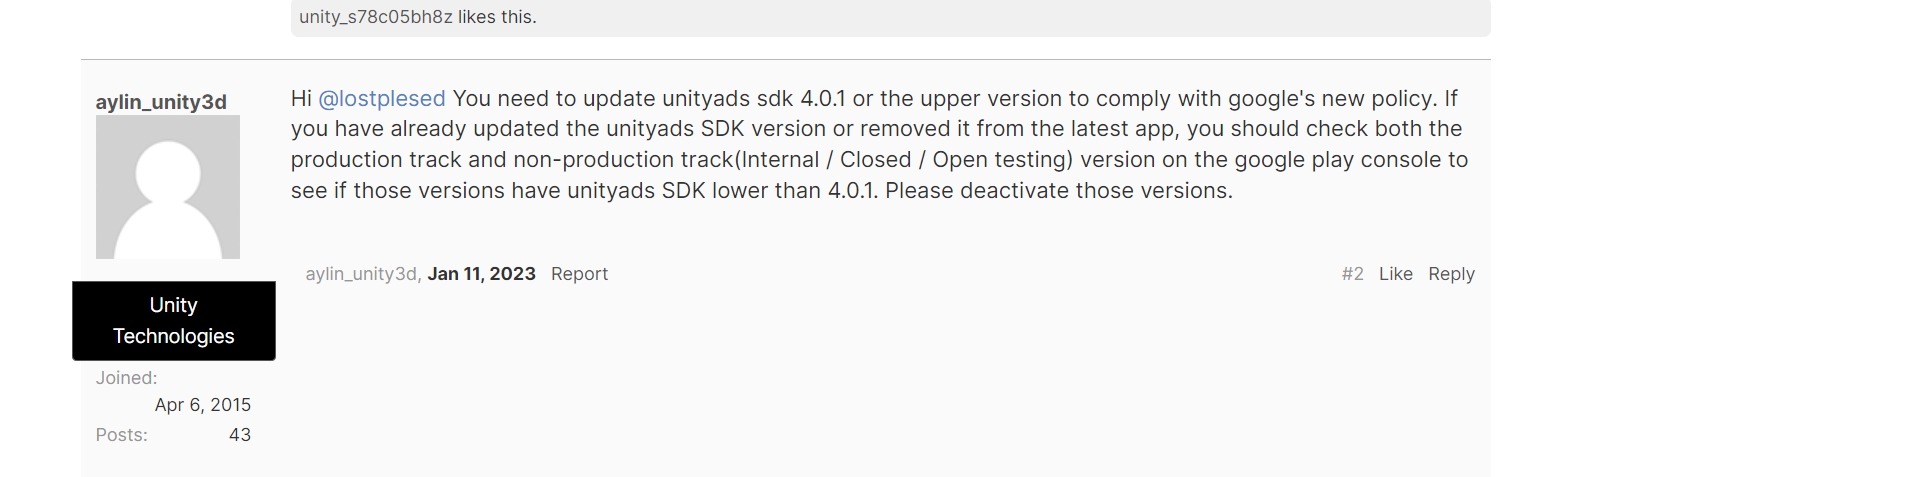 unity_s78c05bh8z likes this.
aylin_unity3d
Hi @lostplesed You need to update unityads sdk 4.0.1 or the upper version to comply with google's new policy. If
you have already updated the unityads SDK version or removed it from the latest app, you should check both the
production track and non-production track(Internal / Closed / Open testing) version on the google play console to
see if those versions have unityads SDK lower than 4.0.1. Please deactivate those versions.
aylin_unity3d, Jan 11, 2023 Report
#2 Like Reply
Unity
Technologies
Joined:
Apr 6, 2015
Posts: 43